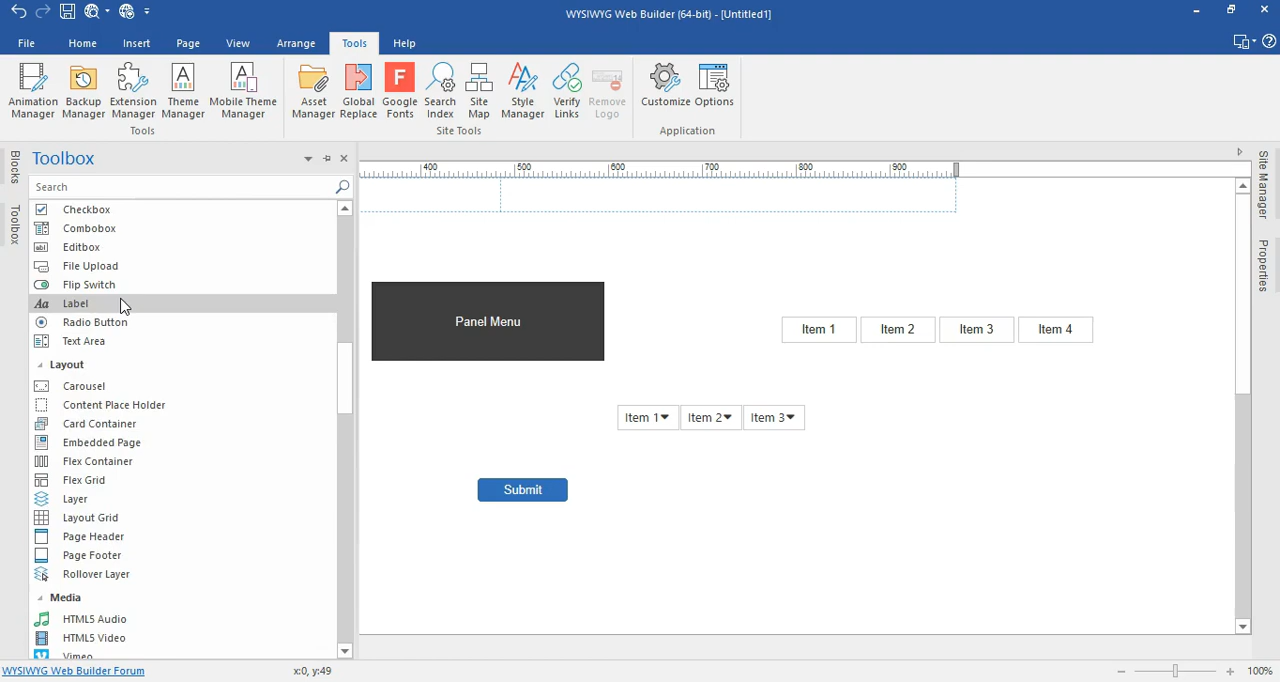 WYSIWYG Web Builder (64-bit) - [Untitled1]
File Home Insert Page View Arrange Tools Help
Animation Manager
Backup Manager
Extension Manager
Theme Manager
Mobile Theme Manager
Tools
Asset Manager
Global Replace
Google Fonts
Search Index
Site Map
Style Manager
Verify Links
Remove Logo
Site Tools
Customize
Options
Application
Blocks
Toolbox
Toolbox
Search
Checkbox
Combobox
Editbox
File Upload
Flip Switch
Label
Radio Button
Text Area
Layout
Carousel
Content Place Holder
Card Container
Embedded Page
Flex Container
Flex Grid
Layer
Layout Grid
Page Header
Page Footer
Rollover Layer
Media
HTML5 Audio
HTML5 Video
Vimeo
400 500 600 700 800 900
Panel Menu
Item 1 Item 2 Item 3 Item 4
Item 1 Item 2 Item 3
Submit
Site Manager
Properties
WYSIWYG Web Builder Forum
x:0, y:49
100%